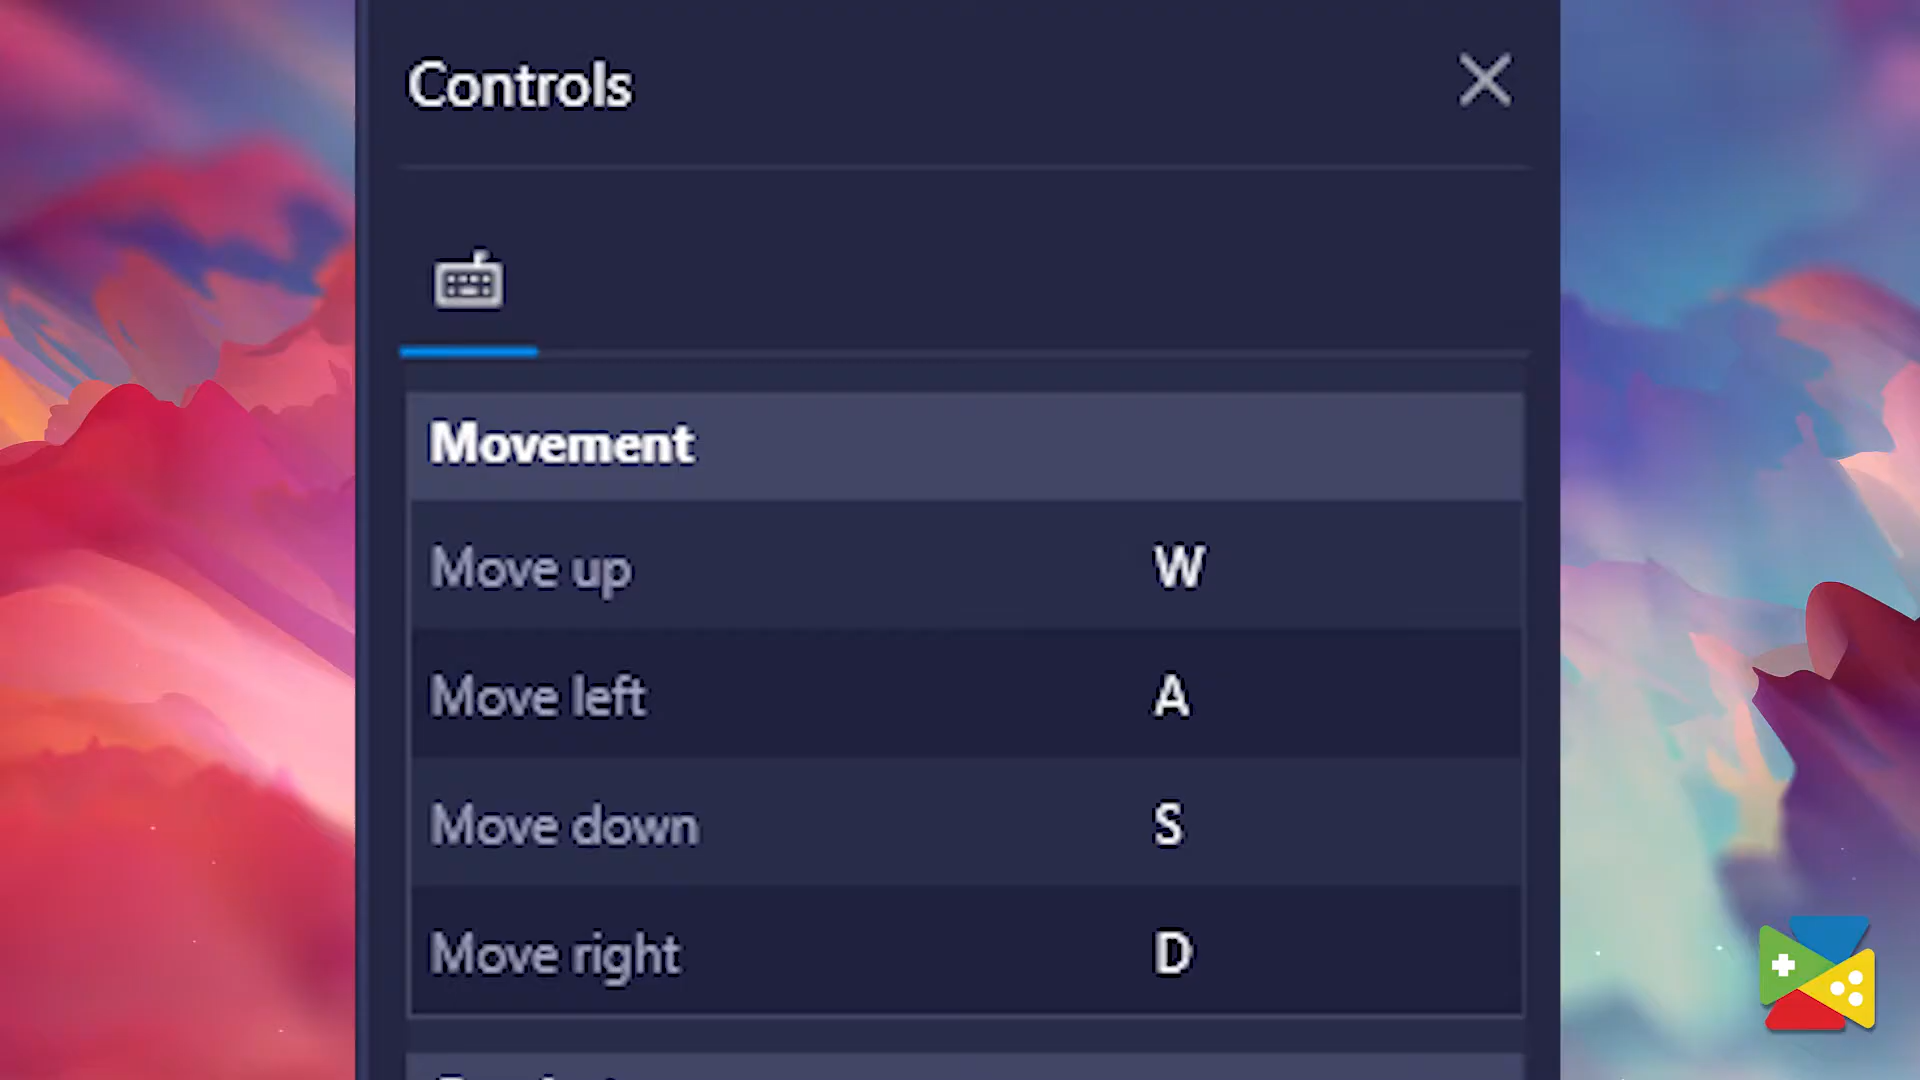 Controls
Movement
Move up W
Move left A
Move down S
Move right D